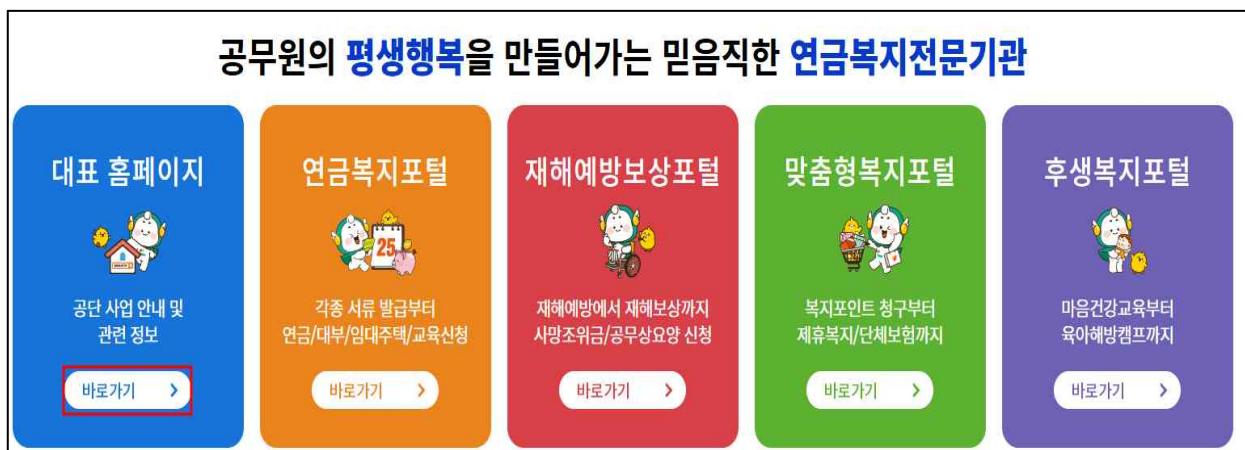 공무원의 평생행복을 만들어가는 믿음직한 연금복지전문기관
대표 홈페이지
공단 사업 안내 및
관련 정보
바로가기
연금복지포털
25
각종 서류 발급부터
연금/대부/임대주택/교육신청
바로가기
재해예방보상포털
재해예방에서 재해보상까지
사망조위금/공무상요양 신청
바로가기
맞춤형복지포털
복지포인트 청구부터
제휴복지/단체보험까지
바로가기
후생복지포털
마음건강교육부터
육아해방캠프까지
바로가기